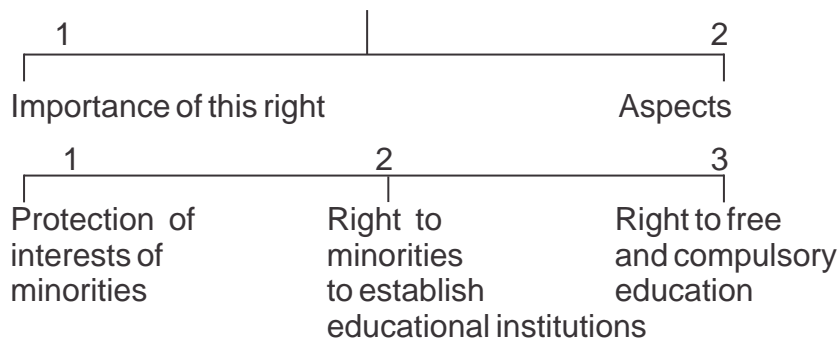 1 2
Importance of this right Aspects
1 2 3
Protection of Right to Right to free
interests of minorities and compulsory
minorities to establish education
educational institutions